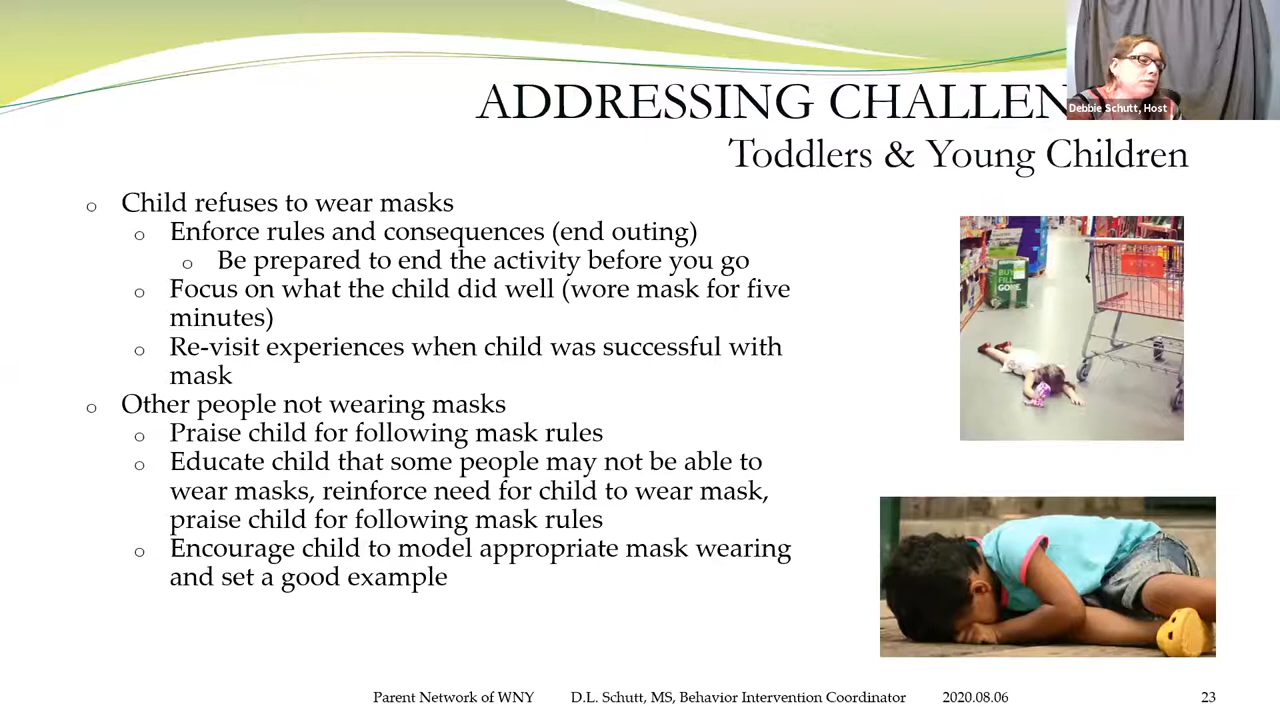 ADDRESSING CHALLEN
Debbie Schutt, Host
Toddlers & Young Children
o Child refuses to wear masks
o Enforce rules and consequences (end outing)
o Be prepared to end the activity before you go
o Focus on what the child did well (wore mask for five
minutes)
o Re-visit experiences when child was successful with
mask
o Other people not wearing masks
o Praise child for following mask rules
o Educate child that some people may not be able to
wear masks, reinforce need for child to wear mask,
praise child for following mask rules
o Encourage child to model appropriate mask wearing
and set a good example
BUY
FILL
GONE.
Parent Network of WNY D.L. Schutt, MS, Behavior Intervention Coordinator 2020.08.06 23